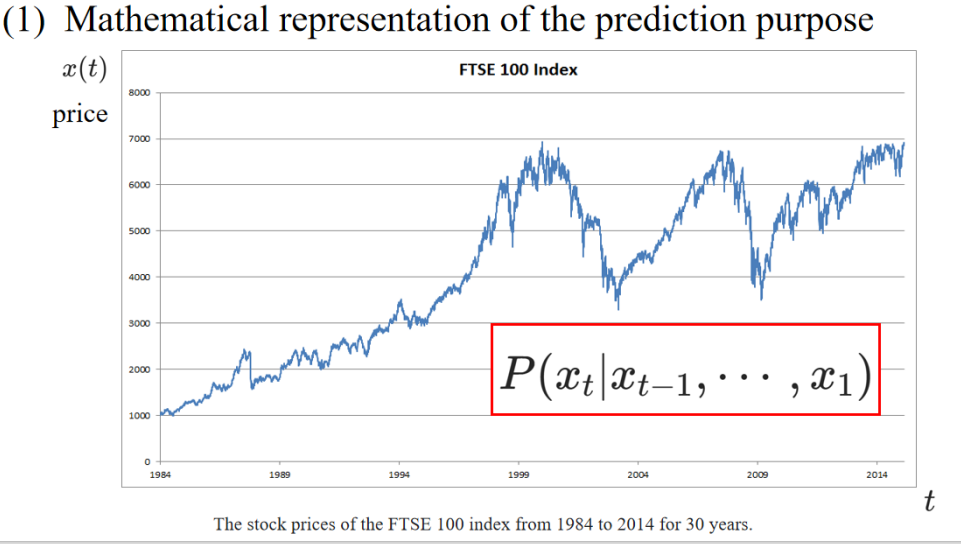 (1) Mathematical representation of the prediction purpose
x(t)
price
FTSE 100 Index
8000
7000
6000
5000
4000
3000
2000
1000
0
P(x_t|x_{t-1}, ⋯ , x_1)
1984 1989 1994 1999 2004 2009 2014
t
The stock prices of the FTSE 100 index from 1984 to 2014 for 30 years.